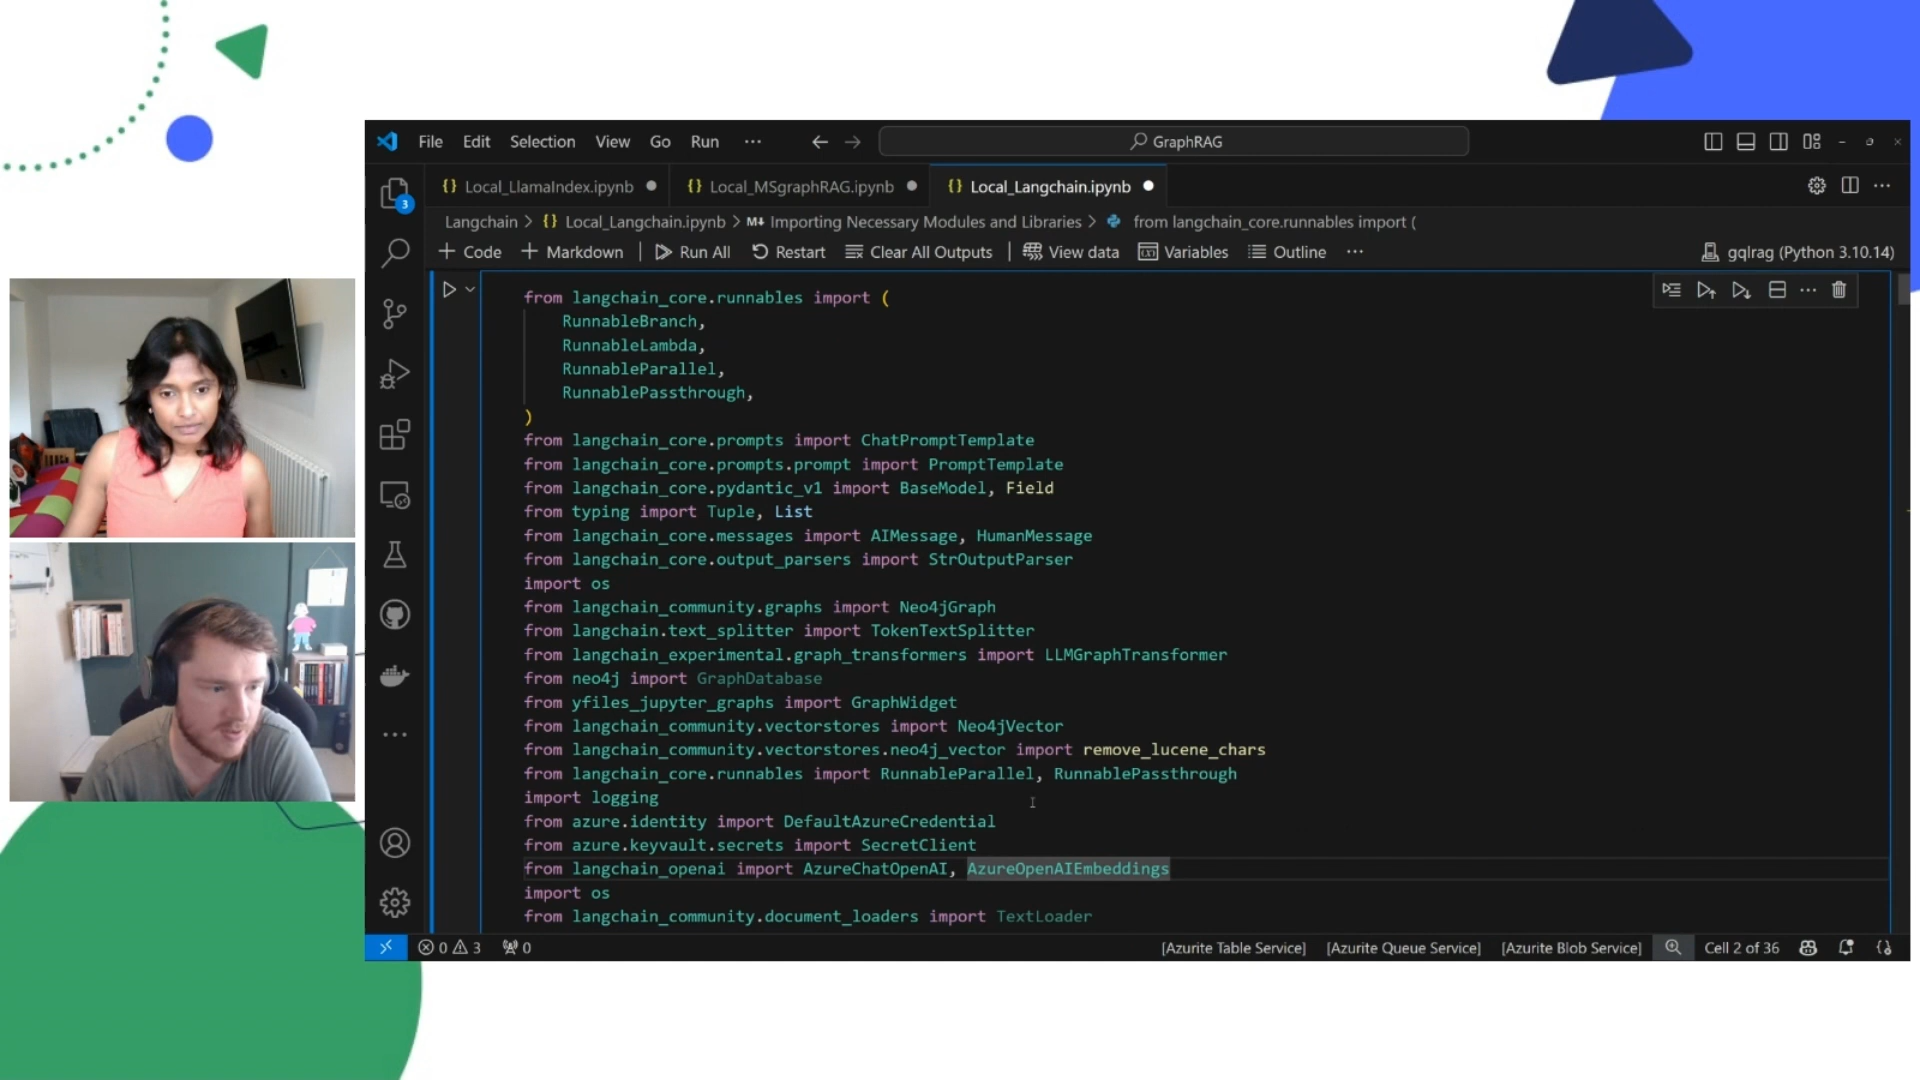 File Edit Selection View Go Run ··· GraphRAG
Local_LlamaIndex.ipynb Local_MSgraphRAG.ipynb Local_Langchain.ipynb
3
Langchain > {} Local_Langchain.ipynb > M↓ Importing Necessary Modules and Libraries > from langchain_core.runnables import (
+ Code + Markdown Run All Restart Clear All Outputs View data Variables Outline ··· gqlrag (Python 3.10.14)
from langchain_core.runnables import (
RunnableBranch,
RunnableLambda,
RunnableParallel,
RunnablePassthrough,
)
from langchain_core.prompts import ChatPromptTemplate
from langchain_core.prompts.prompt import PromptTemplate
from langchain_core.pydantic_v1 import BaseModel, Field
from typing import Tuple, List
from langchain_core.messages import AIMessage, HumanMessage
from langchain_core.output_parsers import StrOutputParser
import os
from langchain_community.graphs import Neo4jGraph
from langchain.text_splitter import TokenTextSplitter
from langchain_experimental.graph_transformers import LLMGraphTransformer
from neo4j import GraphDatabase
from yfiles_jupyter_graphs import GraphWidget
from langchain_community.vectorstores import Neo4jVector
from langchain_community.vectorstores.neo4j_vector import remove_lucene_chars
from langchain_core.runnables import RunnableParallel, RunnablePassthrough
import logging
from azure.identity import DefaultAzureCredential
from azure.keyvault.secrets import SecretClient
from langchain_openai import AzureChatOpenAI, AzureOpenAIEmbeddings
import os
from langchain_community.document_loaders import TextLoader
0 3 0 [Azurite Table Service] [Azurite Queue Service] [Azurite Blob Service] Cell 2 of 36